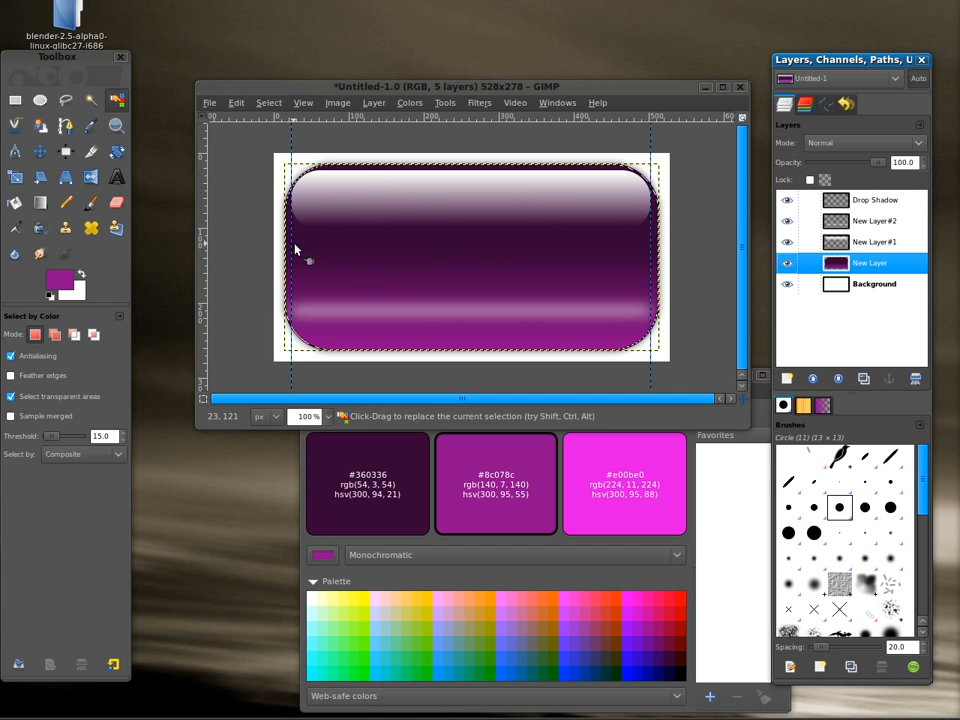 blender-2.5-alpha0-
linux-glibc27-i686
Toolbox
Select by Color
Mode:
Antialiasing
Feather edges
Select transparent areas
Sample merged
Threshold:
15.0
Select by:
Composite
*Untitled-1.0 (RGB, 5 layers) 528x278 – GIMP
File Edit Select View Image Layer Colors Tools Filters Video Windows Help
0 100 200 300 400 500
23, 121
px
100 %
Click-Drag to replace the current selection (try Shift, Ctrl, Alt)
#360336
rgb(54, 3, 54)
hsv(300, 94, 21)
#8c078c
rgb(140, 7, 140)
hsv(300, 95, 55)
#e00be0
rgb(224, 11, 224)
hsv(300, 95, 88)
Favorites
Monochromatic
Palette
Web-safe colors
Layers, Channels, Paths, U
Untitled-1
Auto
Layers
Mode:
Normal
Opacity:
100.0
Lock:
Drop Shadow
New Layer#2
New Layer#1
New Layer
Background
Brushes
Circle (11) (13 × 13)
Spacing:
20.0